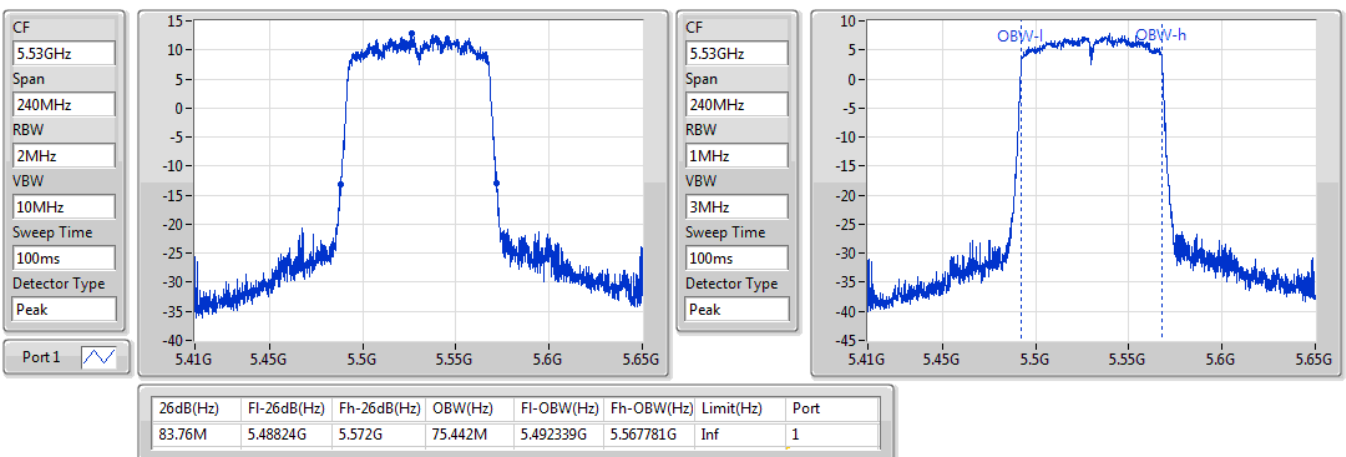 CF
5.53GHz
Span
240MHz
RBW
2MHz
VBW
10MHz
Sweep Time
100ms
Detector Type
Peak
Port 1
15
10
5
0
-5
-10
-15
-20
-25
-30
-35
-40
5.41G 5.45G 5.5G 5.55G 5.6G 5.65G
CF
5.53GHz
Span
240MHz
RBW
1MHz
VBW
3MHz
Sweep Time
100ms
Detector Type
Peak
OBW-l OBW-h
10
5
0
-5
-10
-15
-20
-25
-30
-35
-40
-45
5.41G 5.45G 5.5G 5.55G 5.6G 5.65G
26dB(Hz) Fl-26dB(Hz) Fh-26dB(Hz) OBW(Hz) Fl-OBW(Hz) Fh-OBW(Hz) Limit(Hz) Port
83.76M 5.48824G 5.572G 75.442M 5.492339G 5.567781G Inf 1